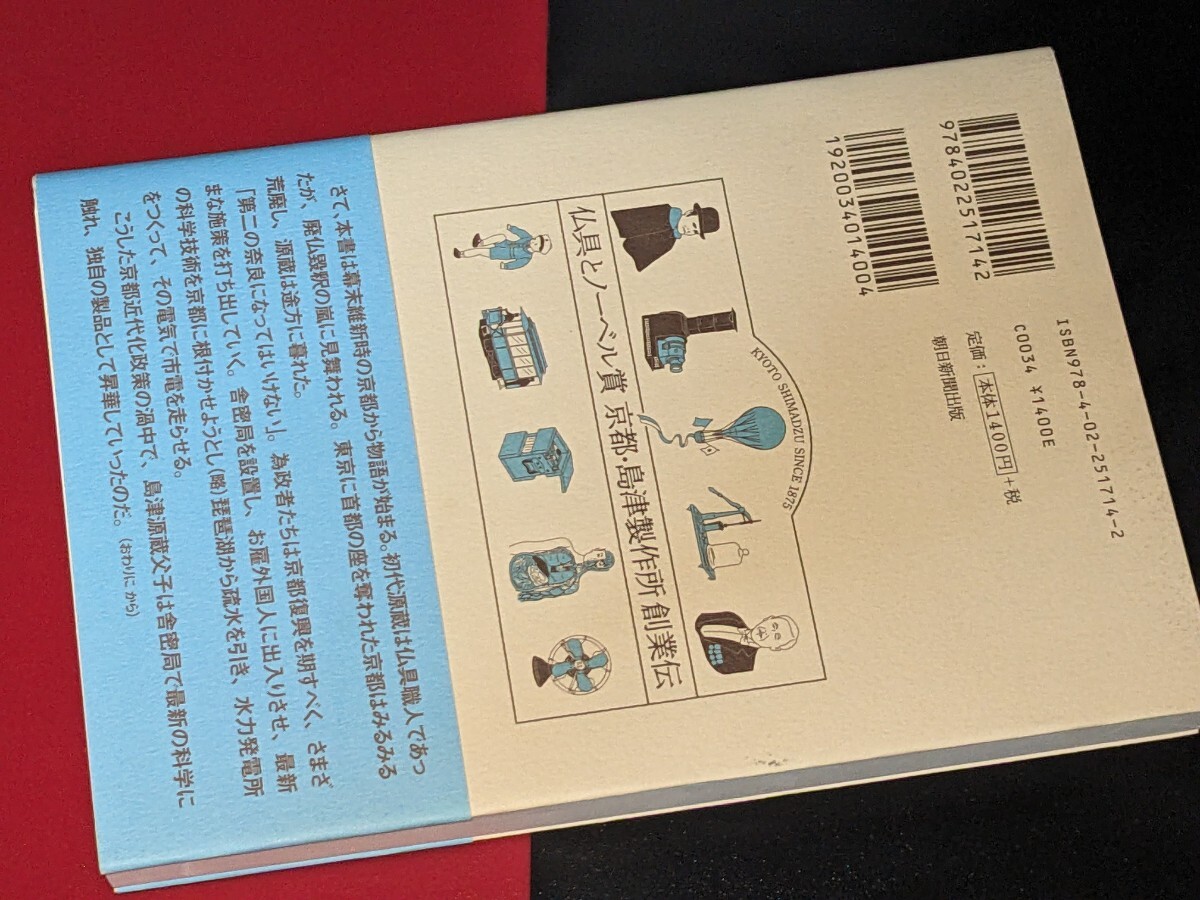 9784022517142
1920034014004
ISBN978-4-02-251714-2
C0034 ¥1400E
定価：本体1400円+税
朝日新聞出版
KYOTO SHIMADZU SINCE 1875
仏具とノーベル賞 京都・島津製作所創業伝
さて、本書は幕末維新時の京都から物語が始まる。初代源蔵は仏具職人であっ
たが、廃仏毀釈の嵐に見舞われる。東京に首都の座を奪われた京都はみるみる
荒廃し、源蔵は途方に暮れた。
「第二の奈良になってはいけない」。為政者たちは京都復興を期すべく、さまざ
まな施策を打ち出していく。舎密局を設置し、お雇外国人に出入りさせ、最新
の科学技術を京都に根付かせようとし(略)琵琶湖から疏水を引き、水力発電所
をつくって、その電気で市電を走らせる。
こうした京都近代化政策の渦中で、島津源蔵父子は舎密局で最新の科学に
触れ、独自の製品として昇華していったのだ。(おわりに から)